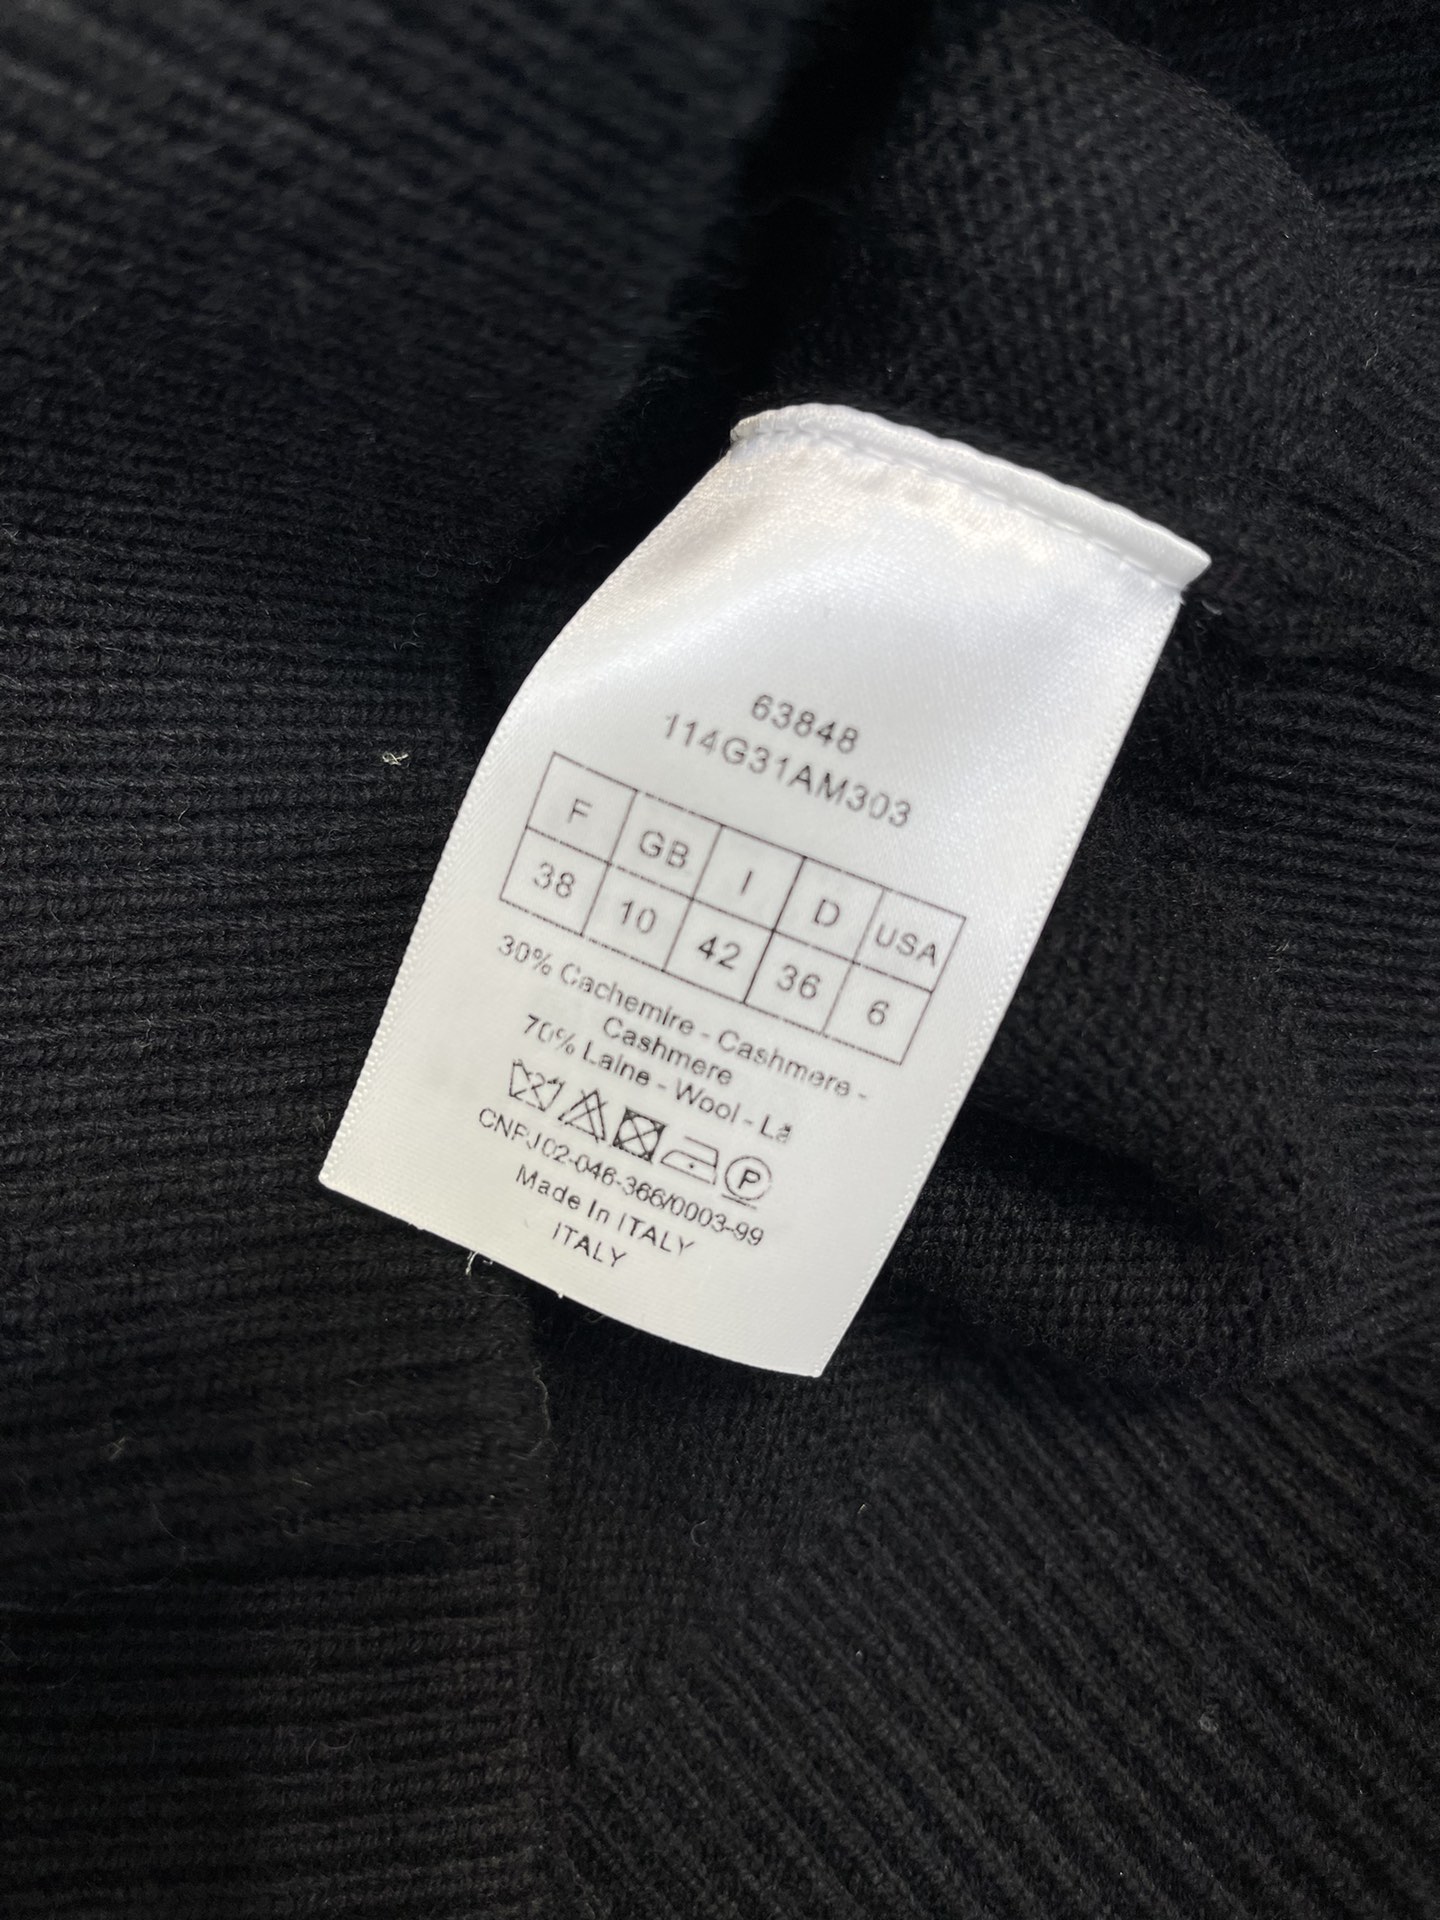 63848
114G31AM303
F GB I D USA
38 10 42 36 6
30% Cachemire - Cashmere -
Cashmere
70% Laine - Wool - Lã
P
CNPJ02-046-366/0003-99
Made In ITALY
ITALY